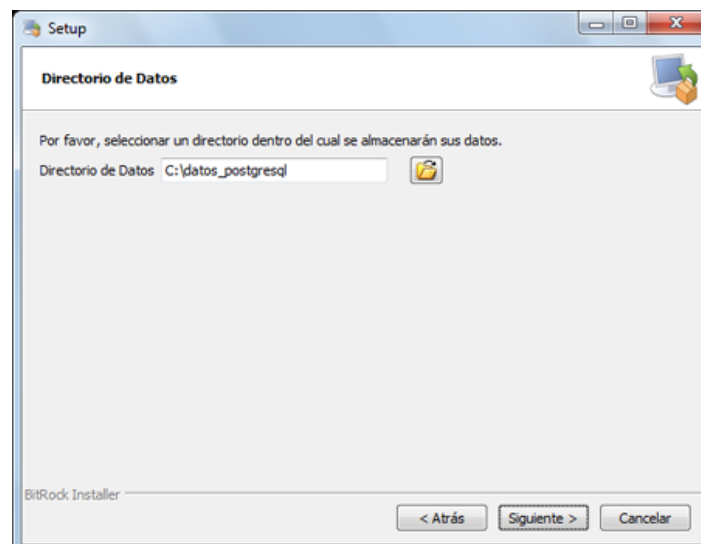 Setup
Directorio de Datos
Por favor, seleccionar un directorio dentro del cual se almacenarán sus datos.
Directorio de Datos C:\datos_postgresql
BitRock Installer
< Atrás Siguiente > Cancelar